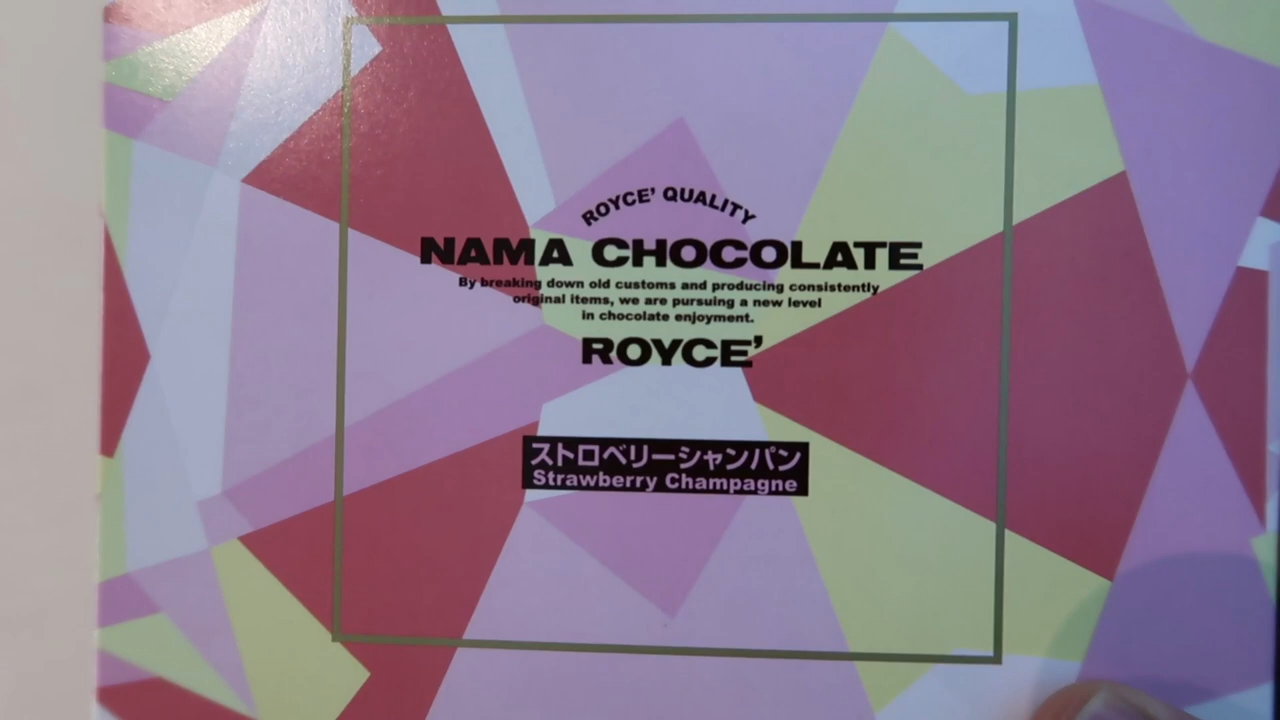 ROYCE' QUALITY
NAMA CHOCOLATE
By breaking down old customs and producing consistently
original items, we are pursuing a new level
in chocolate enjoyment.
ROYCE'
ストロベリーシャンパン
Strawberry Champagne